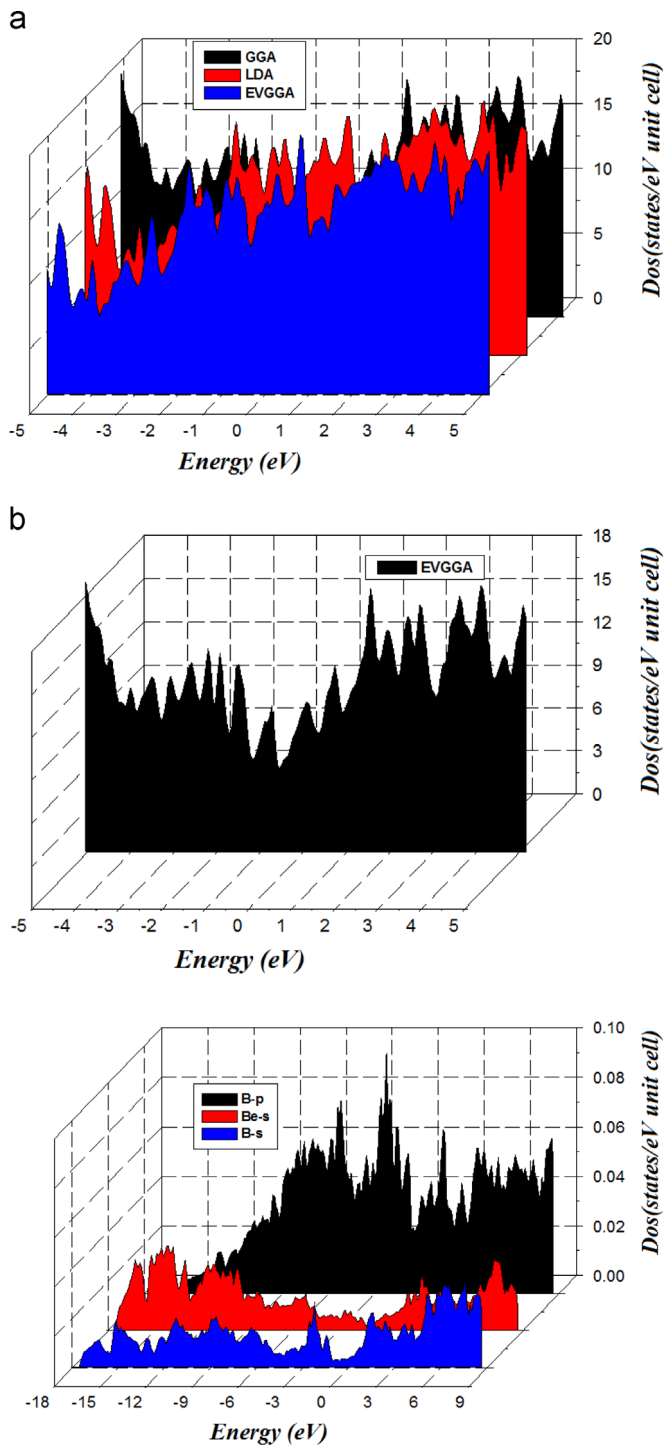 a
GGA
LDA
EVGGA
20
15
10
5
0
Dos(states/eV unit cell)
-5 -4 -3 -2 -1 0 1 2 3 4 5
Energy (eV)
b
EVGGA
18
15
12
9
6
3
0
Dos(states/eV unit cell)
-5 -4 -3 -2 -1 0 1 2 3 4 5
Energy (eV)
B-p
Be-s
B-s
0.10
0.08
0.06
0.04
0.02
0.00
Dos(states/eV unit cell)
-18 -15 -12 -9 -6 -3 0 3 6 9
Energy (eV)